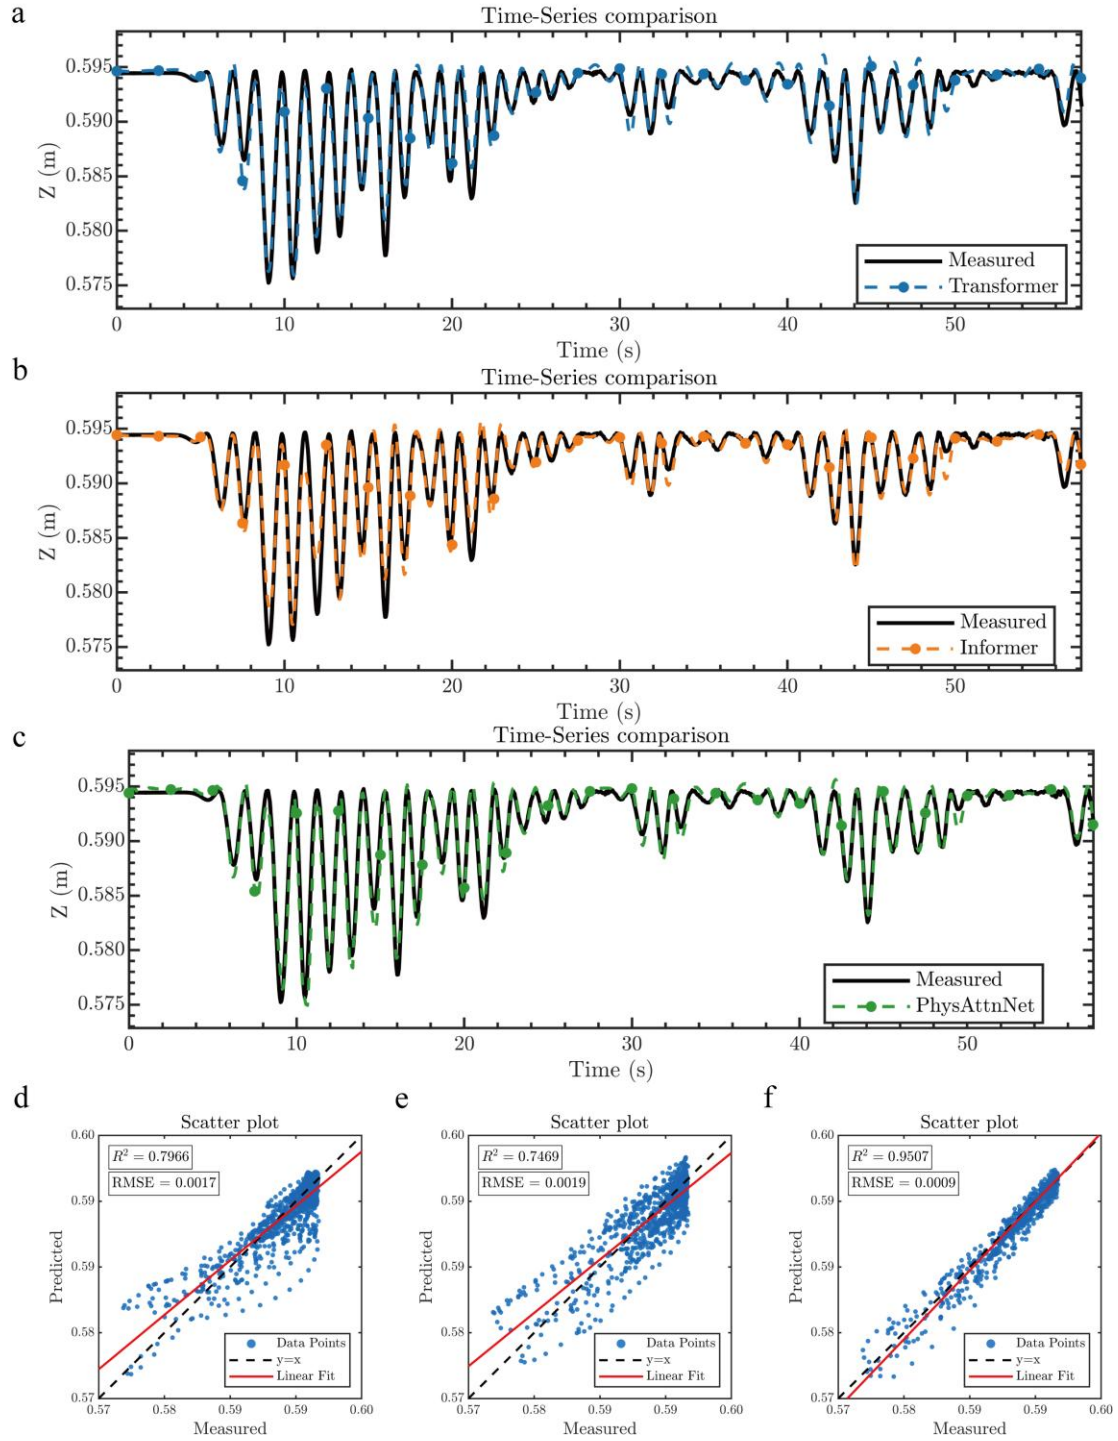 a
Time-Series comparison
0.595
0.590
0.585
0.580
0.575
Z (m)
Measured
Transformer
0 10 20 30 40 50
Time (s)
b
Time-Series comparison
0.595
0.590
0.585
0.580
0.575
Z (m)
Measured
Informer
0 10 20 30 40 50
Time (s)
c
Time-Series comparison
0.595
0.590
0.585
0.580
0.575
Z (m)
Measured
PhysAttnNet
0 10 20 30 40 50
Time (s)
d
Scatter plot
R² = 0.7966
RMSE = 0.0017
0.60
0.59
0.59
0.58
0.57
Predicted
Data Points
y=x
Linear Fit
0.57 0.58 0.59 0.59 0.60
Measured
e
Scatter plot
R² = 0.7469
RMSE = 0.0019
0.60
0.59
0.59
0.58
0.57
Predicted
Data Points
y=x
Linear Fit
0.57 0.58 0.59 0.59 0.60
Measured
f
Scatter plot
R² = 0.9507
RMSE = 0.0009
0.60
0.59
0.59
0.58
0.57
Predicted
Data Points
y=x
Linear Fit
0.57 0.58 0.59 0.59 0.60
Measured